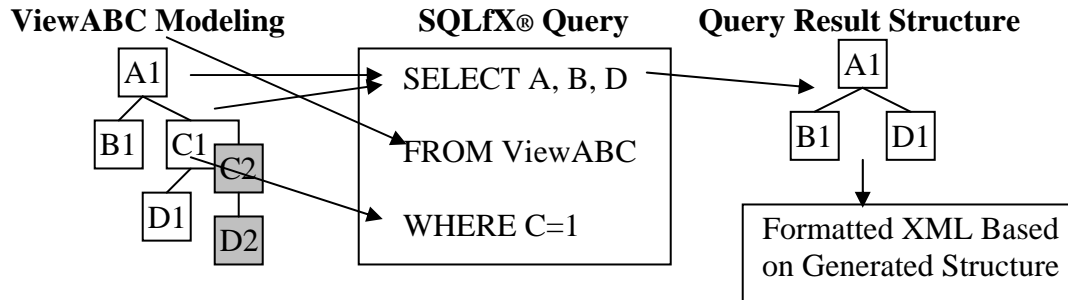 ViewABC Modeling
SQLfX® Query
Query Result Structure
A1
B1
C1
C2
D1
D2
SELECT A, B, D
FROM ViewABC
WHERE C=1
A1
B1
D1
Formatted XML Based
on Generated Structure